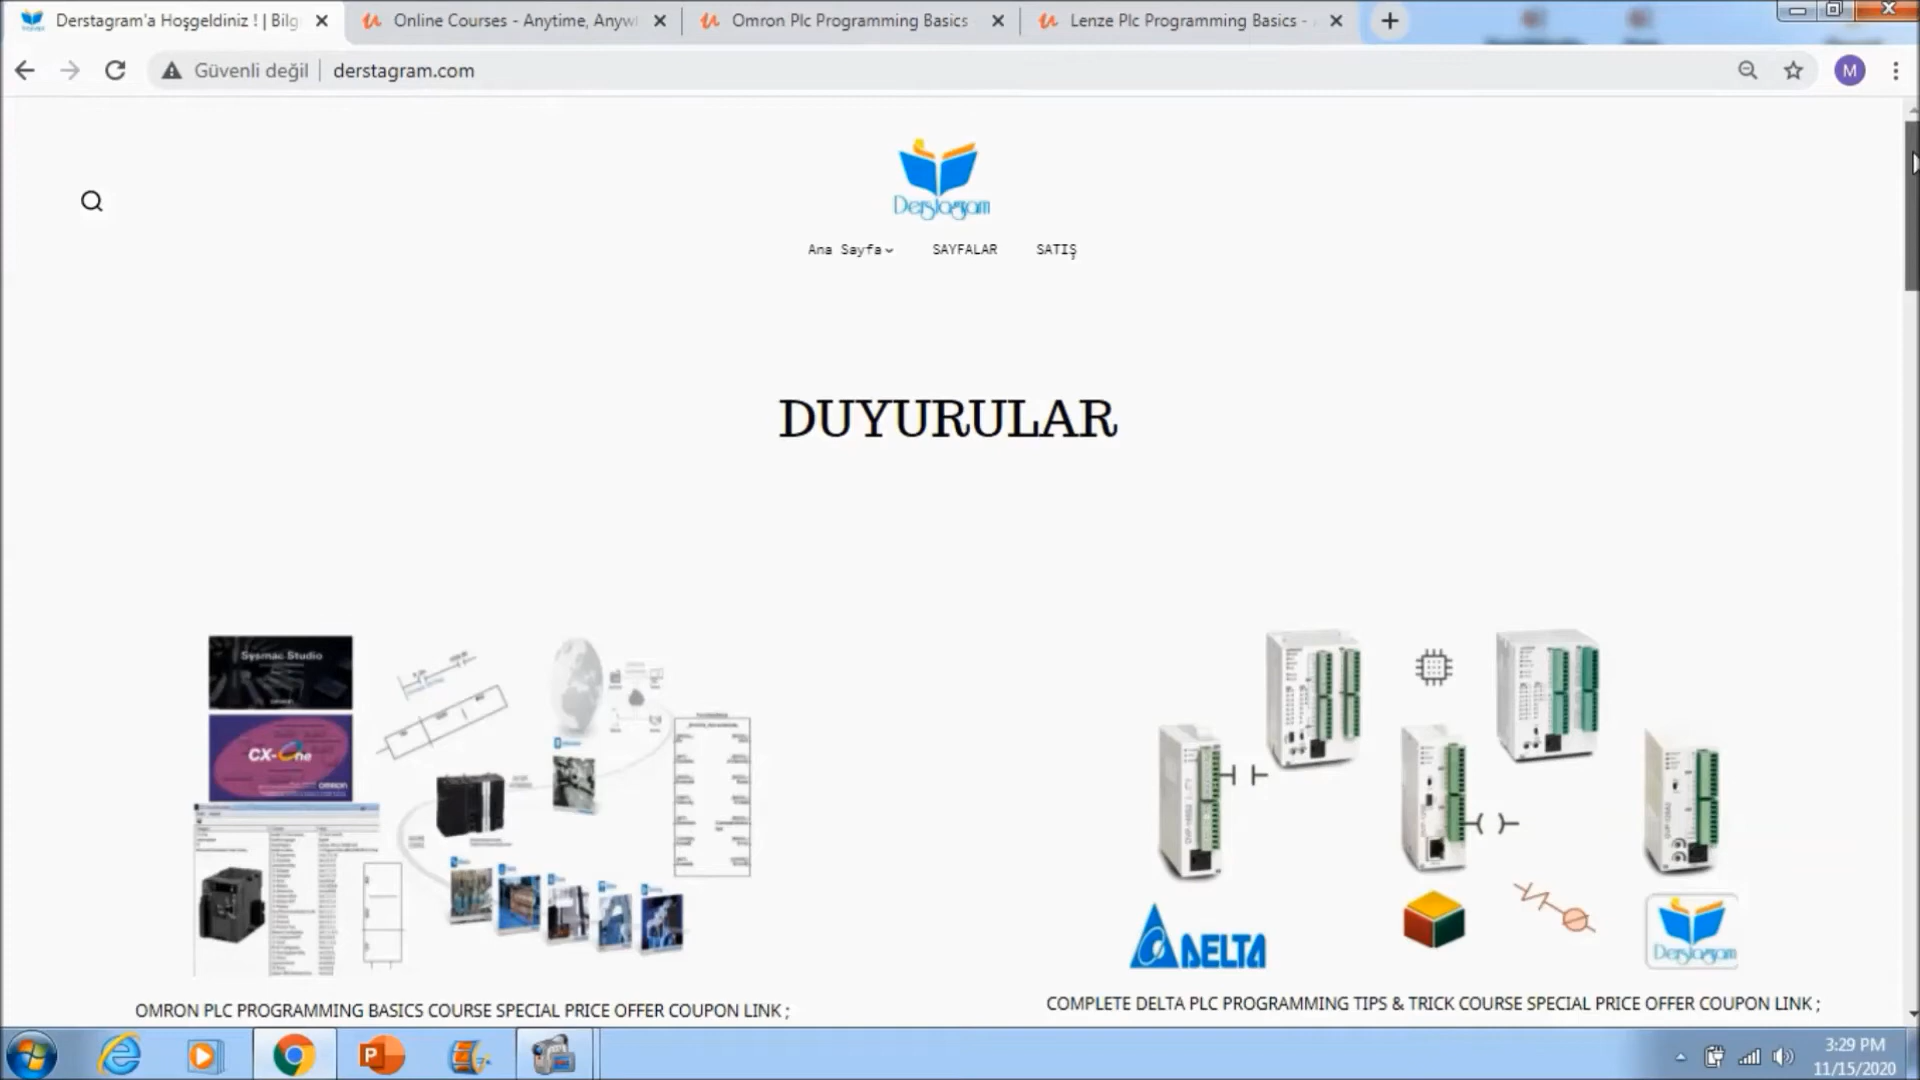 Derstagram'a Hoşgeldiniz ! | Bilg
Online Courses - Anytime, Anyw
Omron Plc Programming Basics
Lenze Plc Programming Basics -
Güvenli değil
derstagram.com
M
Derstagram
Ana Sayfa
SAYFALAR
SATIŞ
DUYURULAR
Sysmac Studio
CX-One
OMRON
DELTA
Derstagram
OMRON PLC PROGRAMMING BASICS COURSE SPECIAL PRICE OFFER COUPON LINK ;
COMPLETE DELTA PLC PROGRAMMING TIPS & TRICK COURSE SPECIAL PRICE OFFER COUPON LINK ;
3:29 PM
11/15/2020